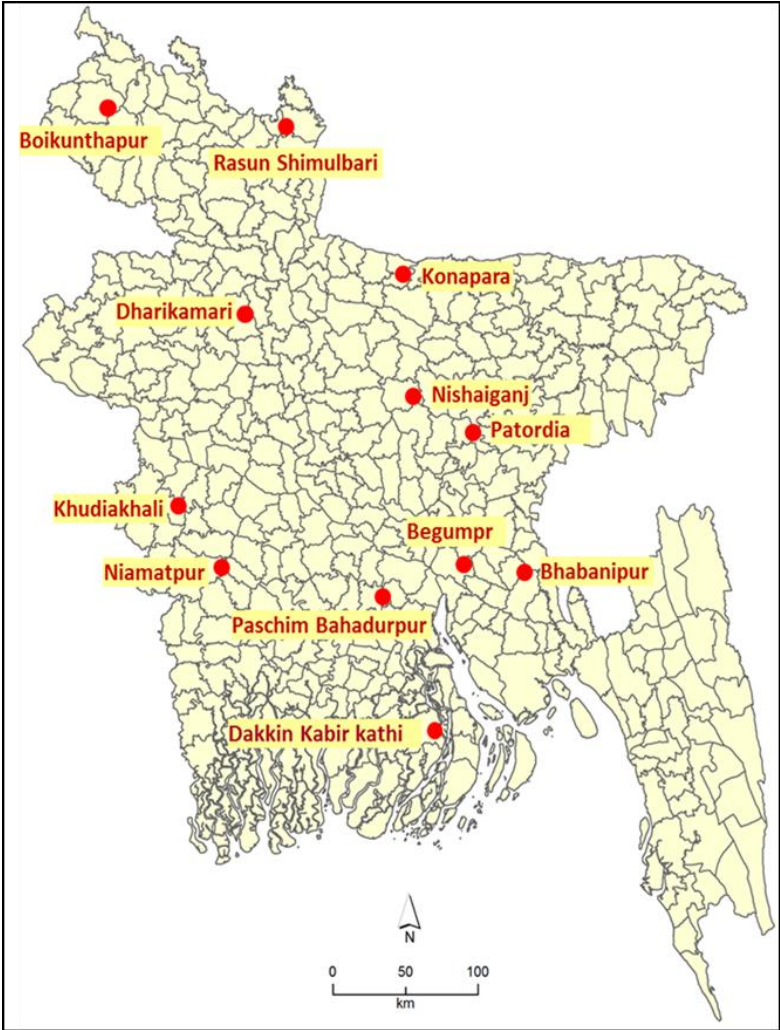 Boikunthapur
Rasun Shimulbari
Konapara
Dharikamari
Nishaiganj
Patordia
Khudiakhali
Begumpr
Niamatpur
Bhabanipur
Paschim Bahadurpur
Dakkin Kabir kathi
N
0 50 100
km